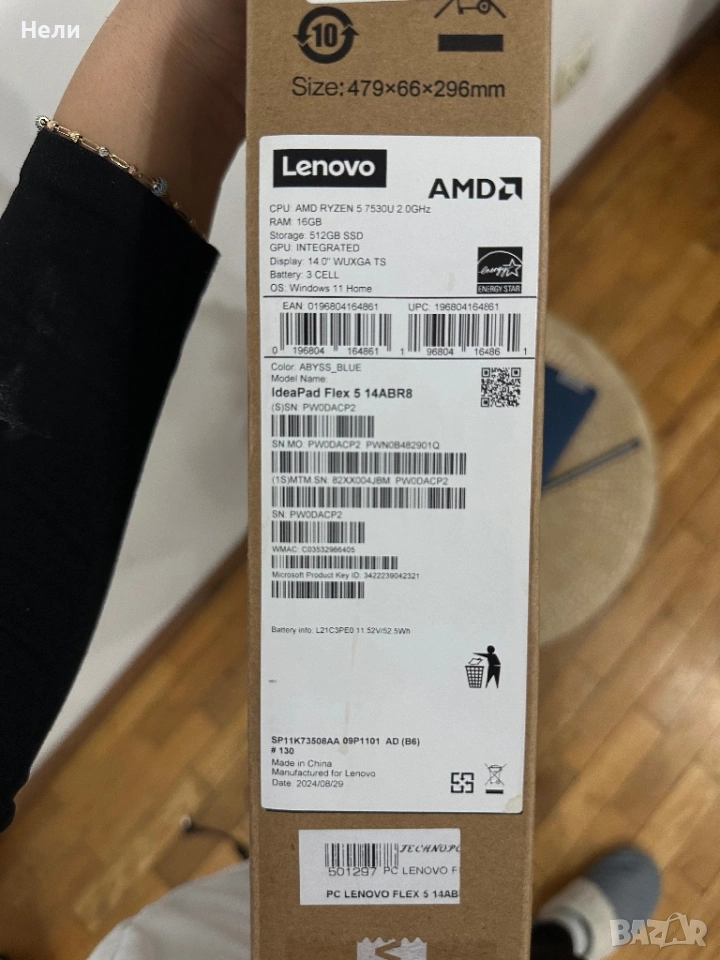 Нели
10
Size: 479×66×296mm
Lenovo
AMD
CPU: AMD RYZEN 5 7530U 2.0GHz
RAM: 16GB
Storage: 512GB SSD
GPU: INTEGRATED
Display: 14.0" WUXGA TS
Battery: 3 CELL
OS: Windows 11 Home
energy
ENERGY STAR
EAN: 0196804164861 UPC: 196804164861
0 196804 164861 1 96804 16486 1
Color: ABYSS_BLUE
Model Name:
IdeaPad Flex 5 14ABR8
(S)SN: PW0DACP2
SN.MO: PW0DACP2 PWN0B482901Q
(1S)MTM.SN: 82XX004JBM PW0DACP2
SN: PW0DACP2
WMAC: C03532966405
Microsoft Product Key ID: 3422239042321
Battery info: L21C3PE0 11.52V/52.5Wh
SP11K73508AA 09P1101 AD (B6)
# 130
Made in China
Manufactured for Lenovo
Date: 2024/08/29
501297 PC LENOVO
PC LENOVO FLEX 5 14AB
BAZAR